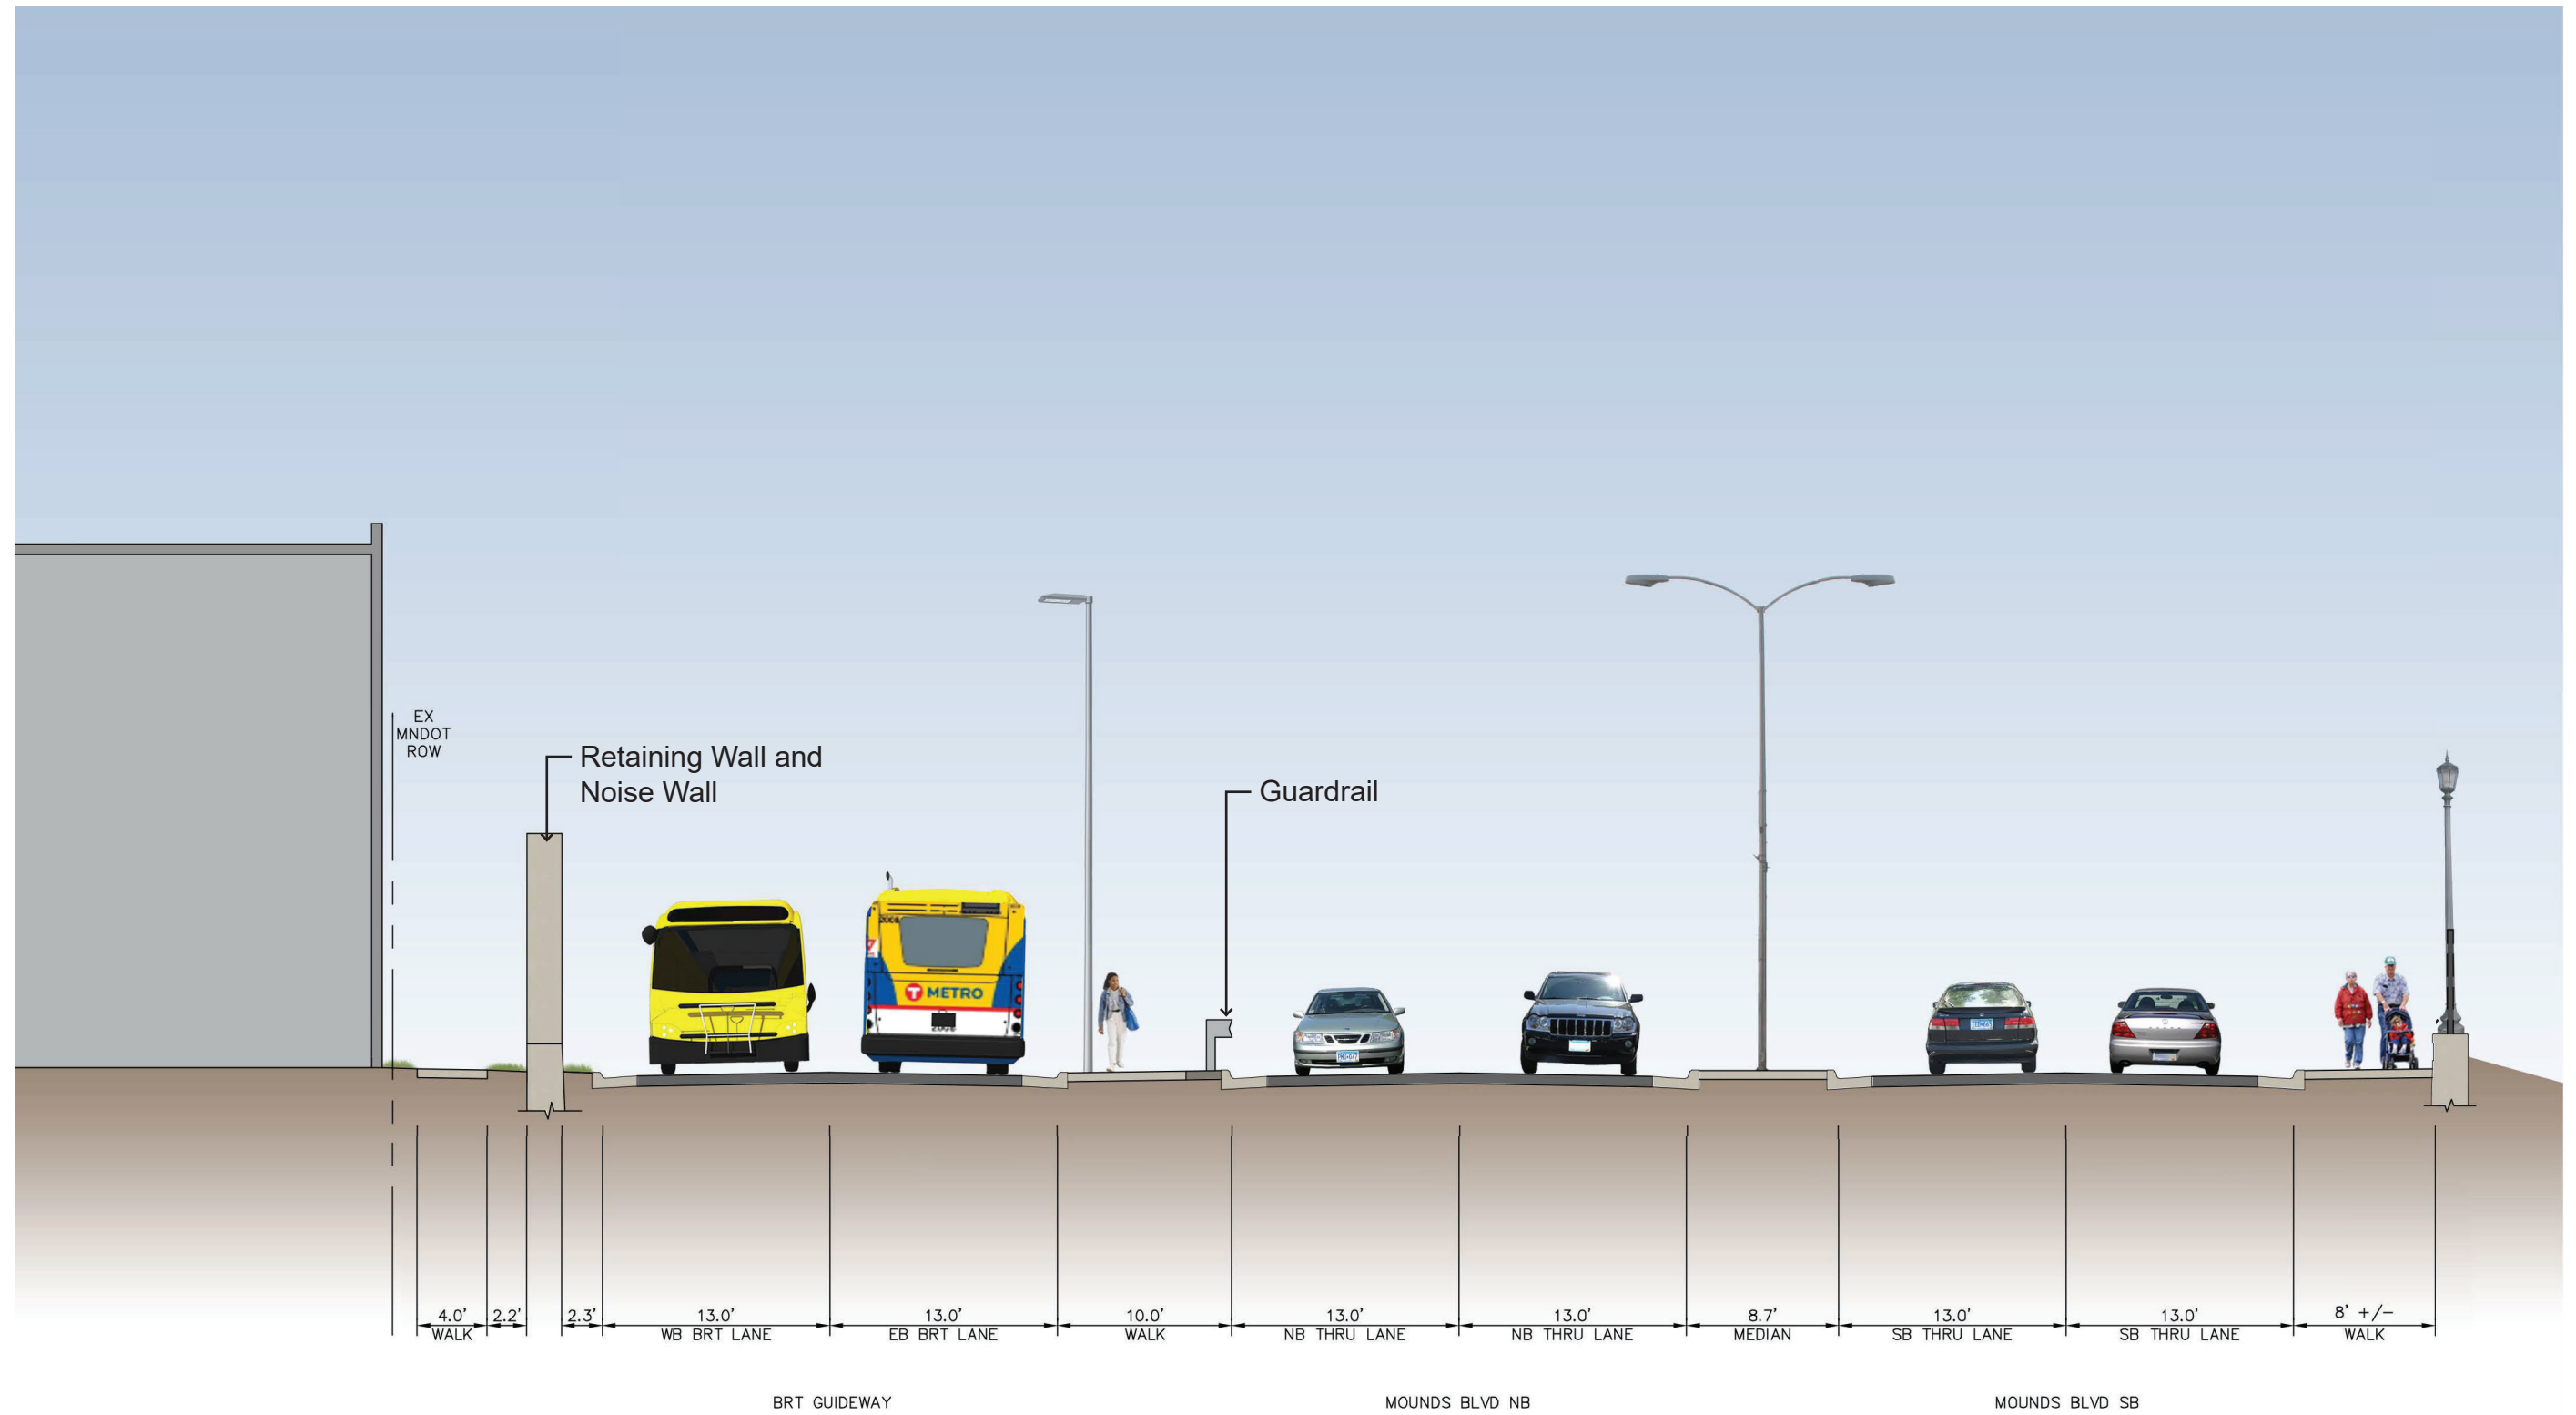 EX
MNDOT
ROW
Retaining Wall and
Noise Wall
Guardrail
METRO
4.0'
WALK
2.2'
2.3'
13.0'
WB BRT LANE
13.0'
EB BRT LANE
10.0'
WALK
13.0'
NB THRU LANE
13.0'
NB THRU LANE
8.7'
MEDIAN
13.0'
SB THRU LANE
13.0'
SB THRU LANE
8' +/-
WALK
BRT GUIDEWAY
MOUNDS BLVD NB
MOUNDS BLVD SB